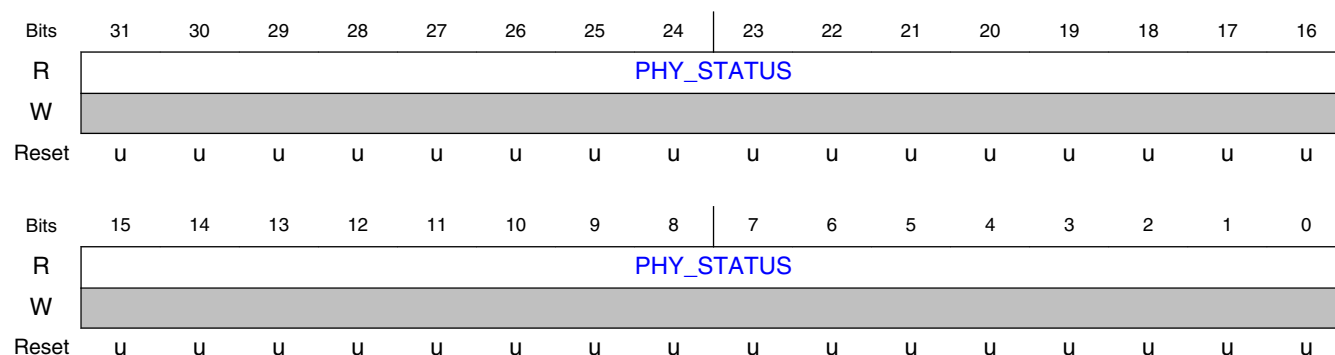 Bits 31 30 29 28 27 26 25 24 23 22 21 20 19 18 17 16
R PHY_STATUS
W
Reset u u u u u u u u u u u u u u u u
Bits 15 14 13 12 11 10 9 8 7 6 5 4 3 2 1 0
R PHY_STATUS
W
Reset u u u u u u u u u u u u u u u u